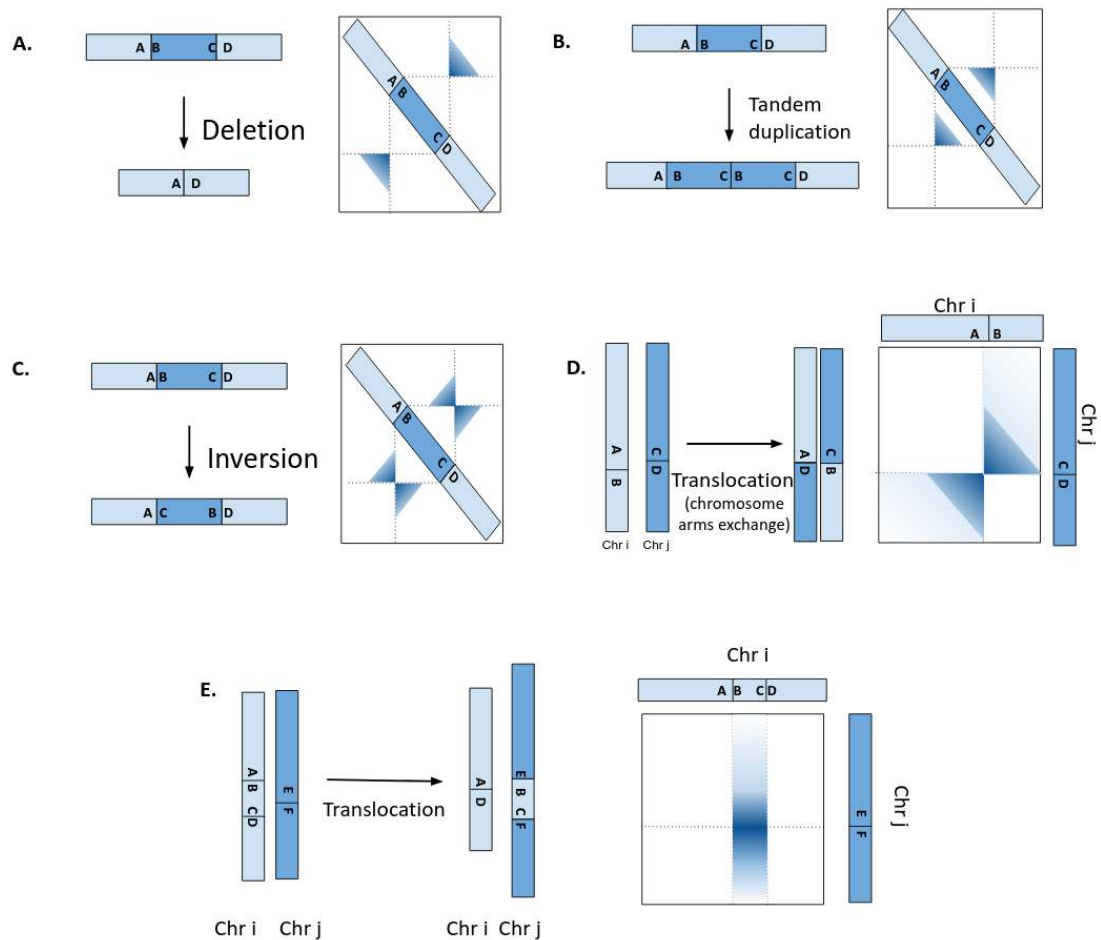 A.
A B C D
Deletion
A D
A B C D
B.
A B C D
Tandem
duplication
A B C B C D
A B C D
C.
A B C D
Inversion
A C B D
A B C D
D.
A B
C D
Chr i
Chr j
Translocation
(chromosome
arms exchange)
A D
C B
Chr i
A B
C D
Chr j
E.
A B C D
E F
Chr i
Chr j
Translocation
A D
E B C F
Chr i
Chr j
Chr i
A B C D
E F
Chr j